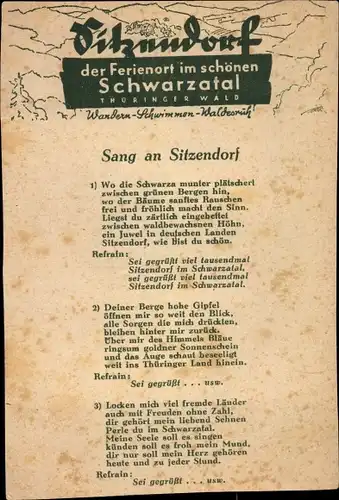 Sitzendorf
der Ferienort im schönen
Schwarzatal
THÜRINGER WALD
Wandern-Schwimmen-Waldesruh!
Sang an Sitzendorf
1) Wo die Schwarza munter plätschert
zwischen grünen Bergen hin,
wo der Bäume sanftes Rauschen
frei und fröhlich macht den Sinn.
Liegst du zärtlich eingebettet
zwischen waldbewachsnen Höhn,
ein Juwel in deutschen Landen
Sitzendorf, wie bist du schön.
Refrain:
Sei gegrüßt viel tausendmal
Sitzendorf im Schwarzatal,
sei gegrüßt viel tausendmal
Sitzendorf im Schwarzatal.
2) Deiner Berge hohe Gipfel
öffnen mir so weit den Blick,
alle Sorgen die mich drückten,
bleiben hinter mir zurück.
Über mir des Himmels Bläue
ringsum goldner Sonnenschein
und das Auge schaut beseeligt
weit ins Thüringer Land hinein.
Refrain:
Sei gegrüßt . . . usw.
3) Locken mich viel fremde Länder
auch mit Freuden ohne Zahl,
dir gehört mein liebend Sehnen
Perle du im Schwarzatal.
Meine Seele soll es singen
künden soll es froh mein Mund,
dir nur soll mein Herz gehören
heute und zu jeder Stund.
Refrain:
Sei gegrüßt . . . usw.